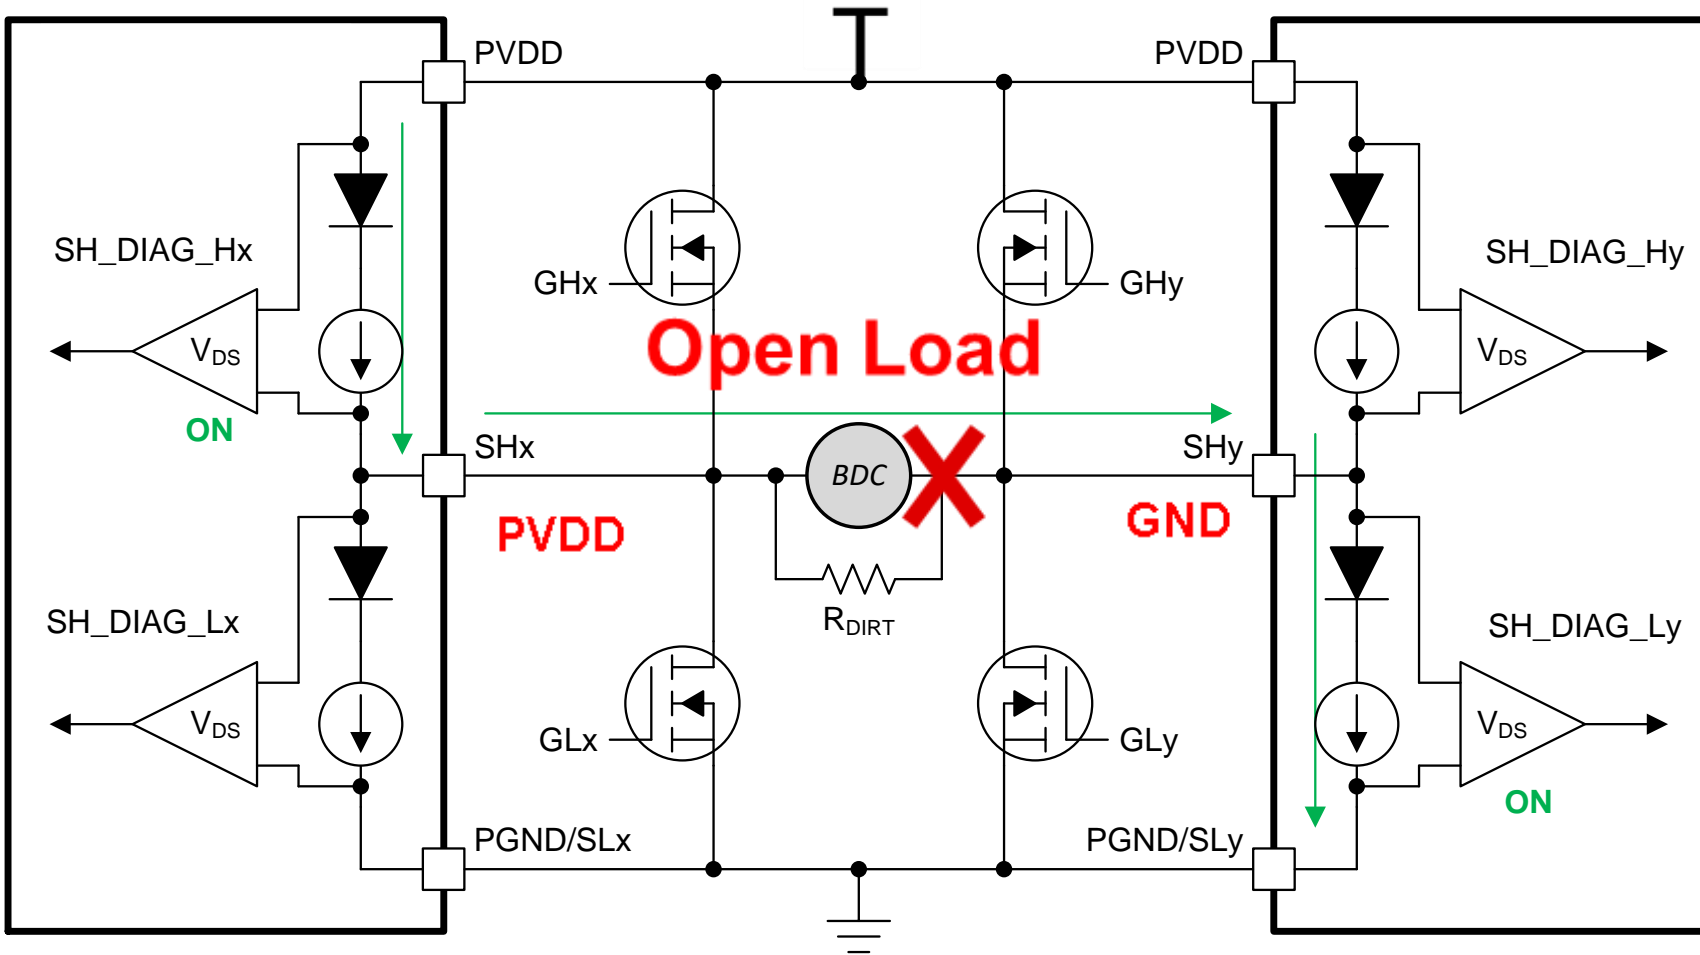 PVDD
PVDD
SH_DIAG_Hx
SH_DIAG_Hy
GHx
GHy
Open Load
VDS
VDS
ON
SHx
SHy
BDC
PVDD
GND
SH_DIAG_Lx
RDIRT
SH_DIAG_Ly
VDS
GLx
GLy
VDS
ON
PGND/SLx
PGND/SLy